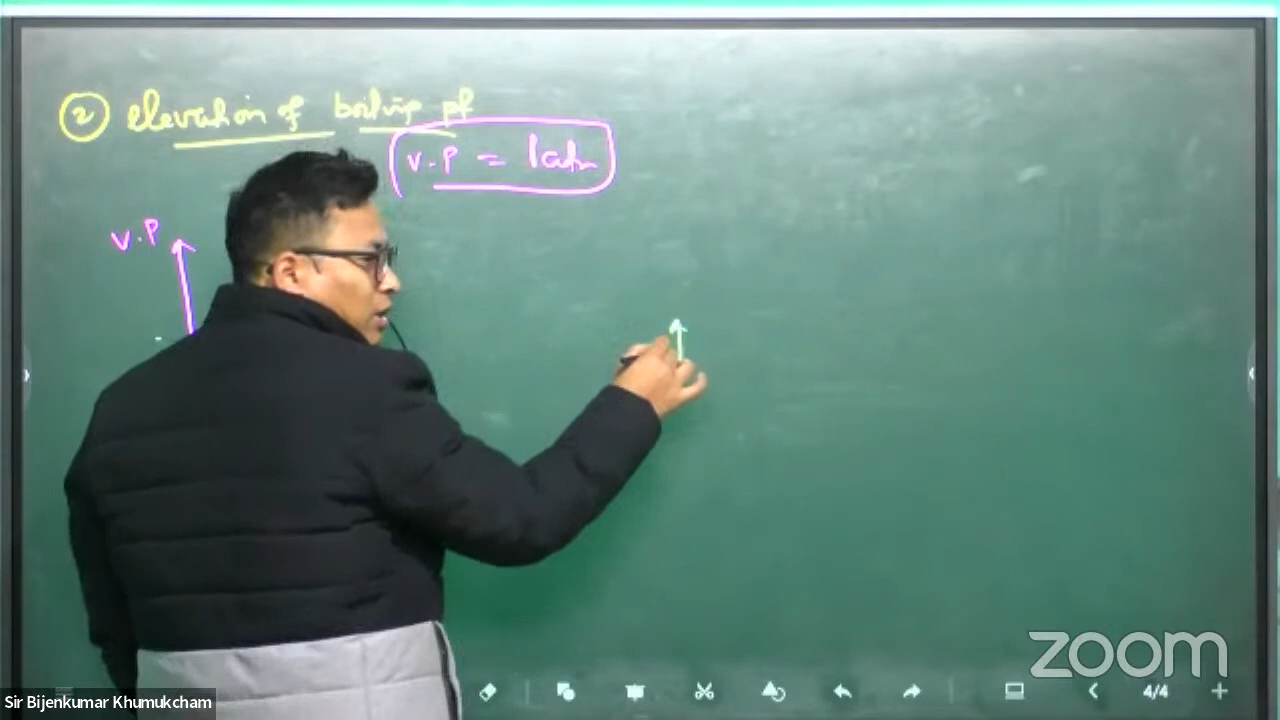 ② elevation of boiling pt
V.P = 1atm
V.P
zoom
4/4
Sir Bijenkumar Khumukcham